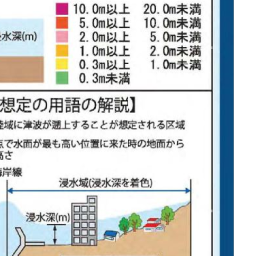 10.0m以上 20.0m未満
5.0m以上 10.0m未満
浸水深(m)
2.0m以上 5.0m未満
1.0m以上 2.0m未満
0.3m以上 1.0m未満
0.3m未満
想定の用語の解説】
陸域に津波が遡上することが想定される区域
点で水面が最も高い位置に来た時の地面から
高さ
海岸線
浸水域(浸水深を着色)
浸水深(m)